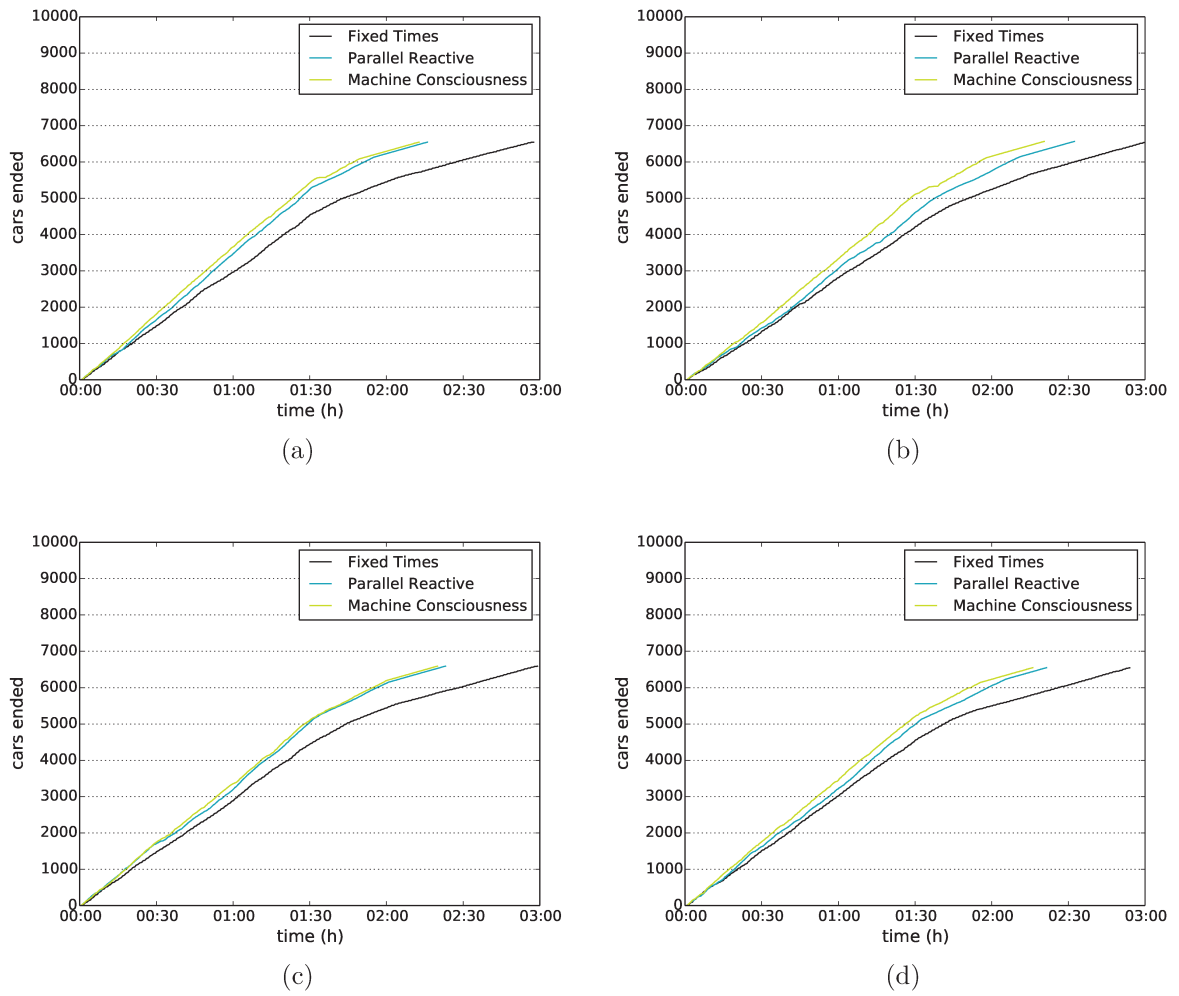 10000
9000
8000
7000
6000
5000
4000
3000
2000
1000
0
cars ended
00:00 00:30 01:00 01:30 02:00 02:30 03:00
time (h)
Fixed Times
Parallel Reactive
Machine Consciousness
(a)
10000
9000
8000
7000
6000
5000
4000
3000
2000
1000
0
cars ended
00:00 00:30 01:00 01:30 02:00 02:30 03:00
time (h)
Fixed Times
Parallel Reactive
Machine Consciousness
(b)
10000
9000
8000
7000
6000
5000
4000
3000
2000
1000
0
cars ended
00:00 00:30 01:00 01:30 02:00 02:30 03:00
time (h)
Fixed Times
Parallel Reactive
Machine Consciousness
(c)
10000
9000
8000
7000
6000
5000
4000
3000
2000
1000
0
cars ended
00:00 00:30 01:00 01:30 02:00 02:30 03:00
time (h)
Fixed Times
Parallel Reactive
Machine Consciousness
(d)